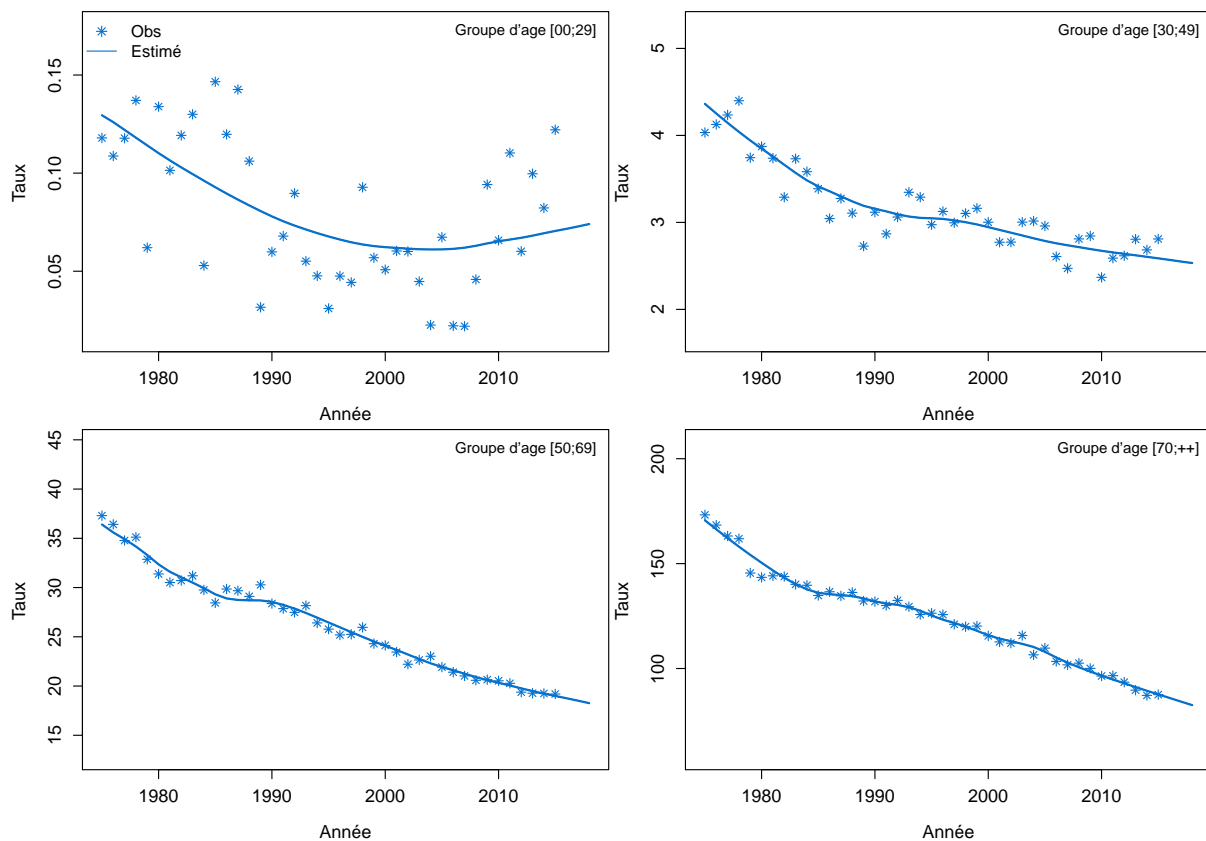 Obs
Estimé
Groupe d'age [00;29]
Taux
0.15
0.10
0.05
1980 1990 2000 2010
Année
Groupe d'age [30;49]
Taux
5
4
3
2
1980 1990 2000 2010
Année
Groupe d'age [50;69]
Taux
45
40
35
30
25
20
15
1980 1990 2000 2010
Année
Groupe d'age [70;++]
Taux
200
150
100
1980 1990 2000 2010
Année